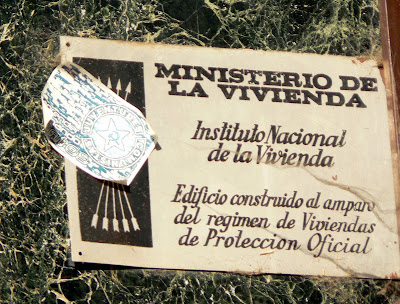 MINISTERIO DE
LA VIVIENDA
Instituto Nacional
de la Vivienda
Edificio construido al amparo
del regimen de Viviendas
de Protección Oficial